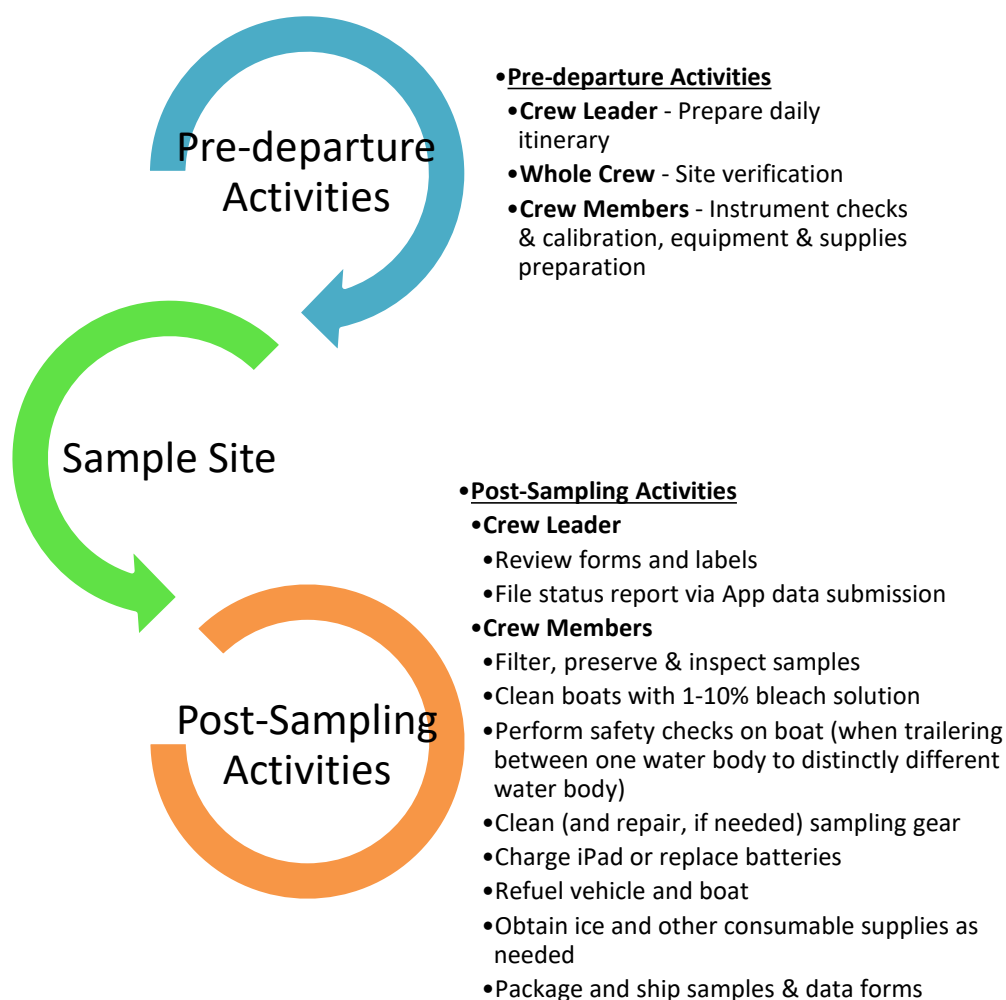 Pre-departure
Activities
•Pre-departure Activities
•Crew Leader - Prepare daily
itinerary
•Whole Crew - Site verification
•Crew Members - Instrument checks
& calibration, equipment & supplies
preparation
Sample Site
Post-Sampling
Activities
•Post-Sampling Activities
•Crew Leader
•Review forms and labels
•File status report via App data submission
•Crew Members
•Filter, preserve & inspect samples
•Clean boats with 1-10% bleach solution
•Perform safety checks on boat (when trailering
between one water body to distinctly different
water body)
•Clean (and repair, if needed) sampling gear
•Charge iPad or replace batteries
•Refuel vehicle and boat
•Obtain ice and other consumable supplies as
needed
•Package and ship samples & data forms